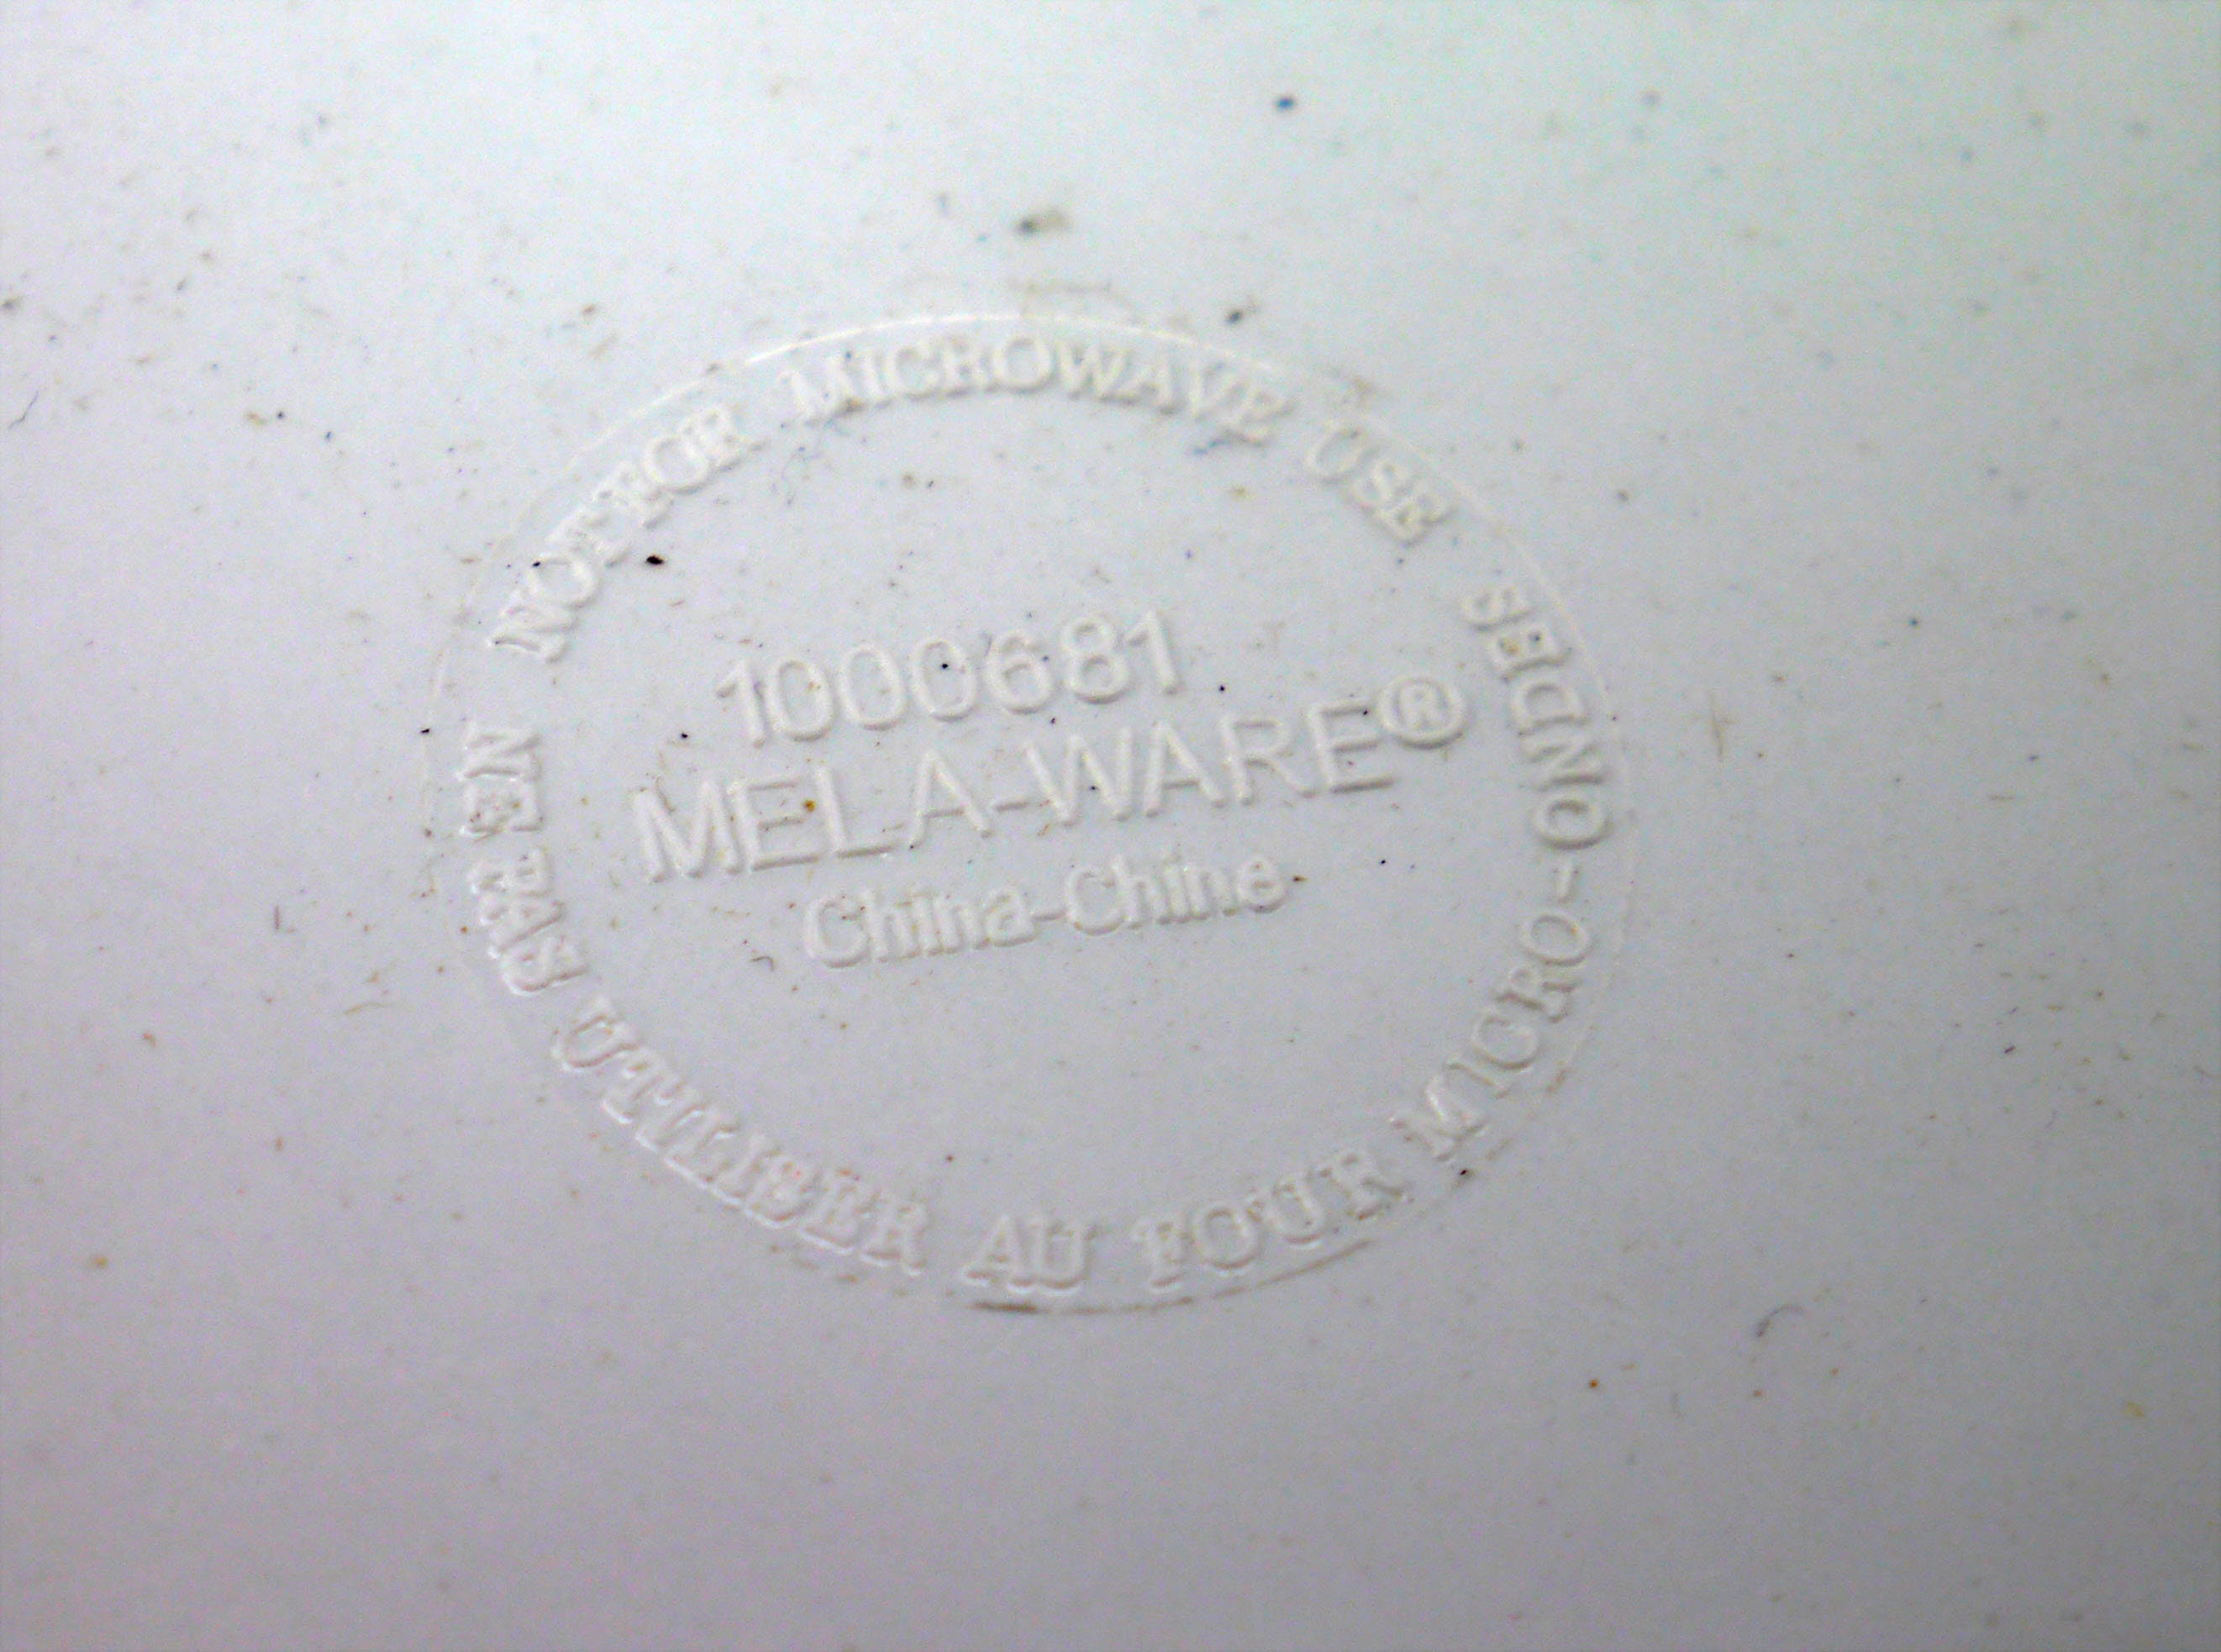 NOT FOR MICROWAVE USE
1000681
MELA-WARE®
China-Chine
NE PAS UTILISER AU FOUR MICRO-ONDES